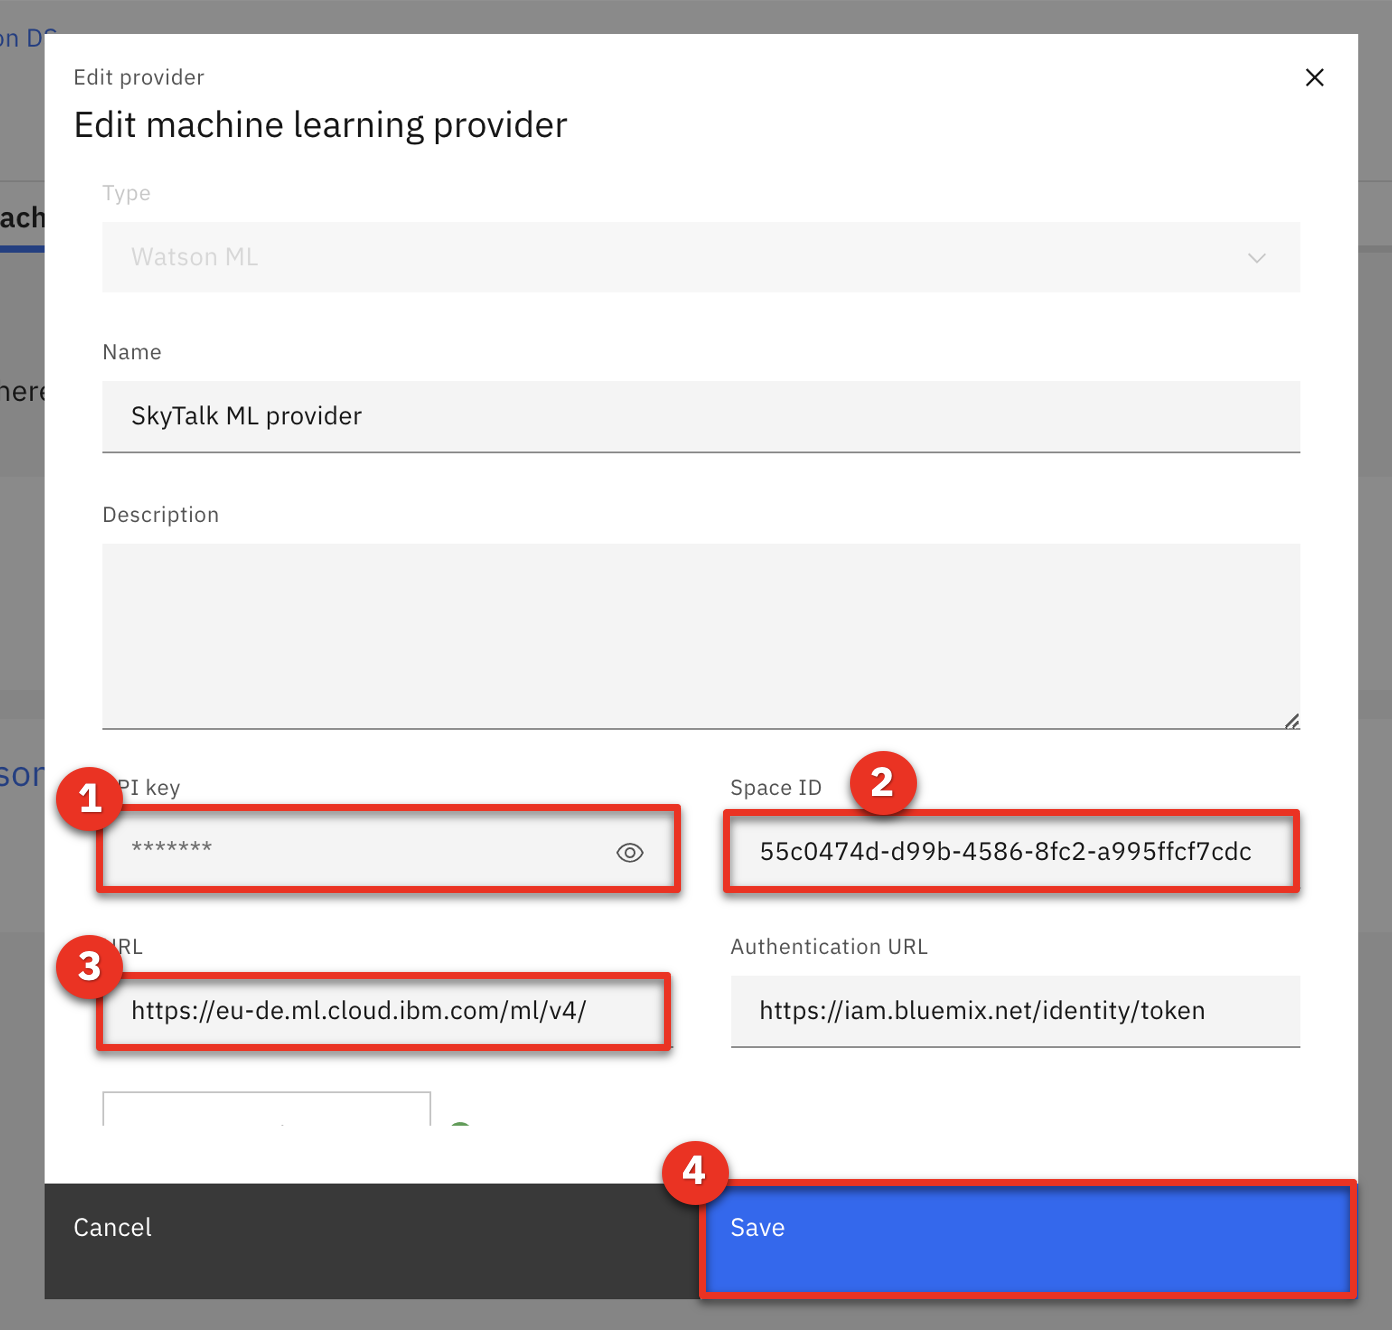 on DS
Edit provider
Edit machine learning provider
Type
ach
Watson ML
Name
here
SkyTalk ML provider
Description
son
1
PI key
Space ID
2
*******
55c0474d-d99b-4586-8fc2-a995ffcf7cdc
3
RL
Authentication URL
https://eu-de.ml.cloud.ibm.com/ml/v4/
https://iam.bluemix.net/identity/token
4
Cancel
Save